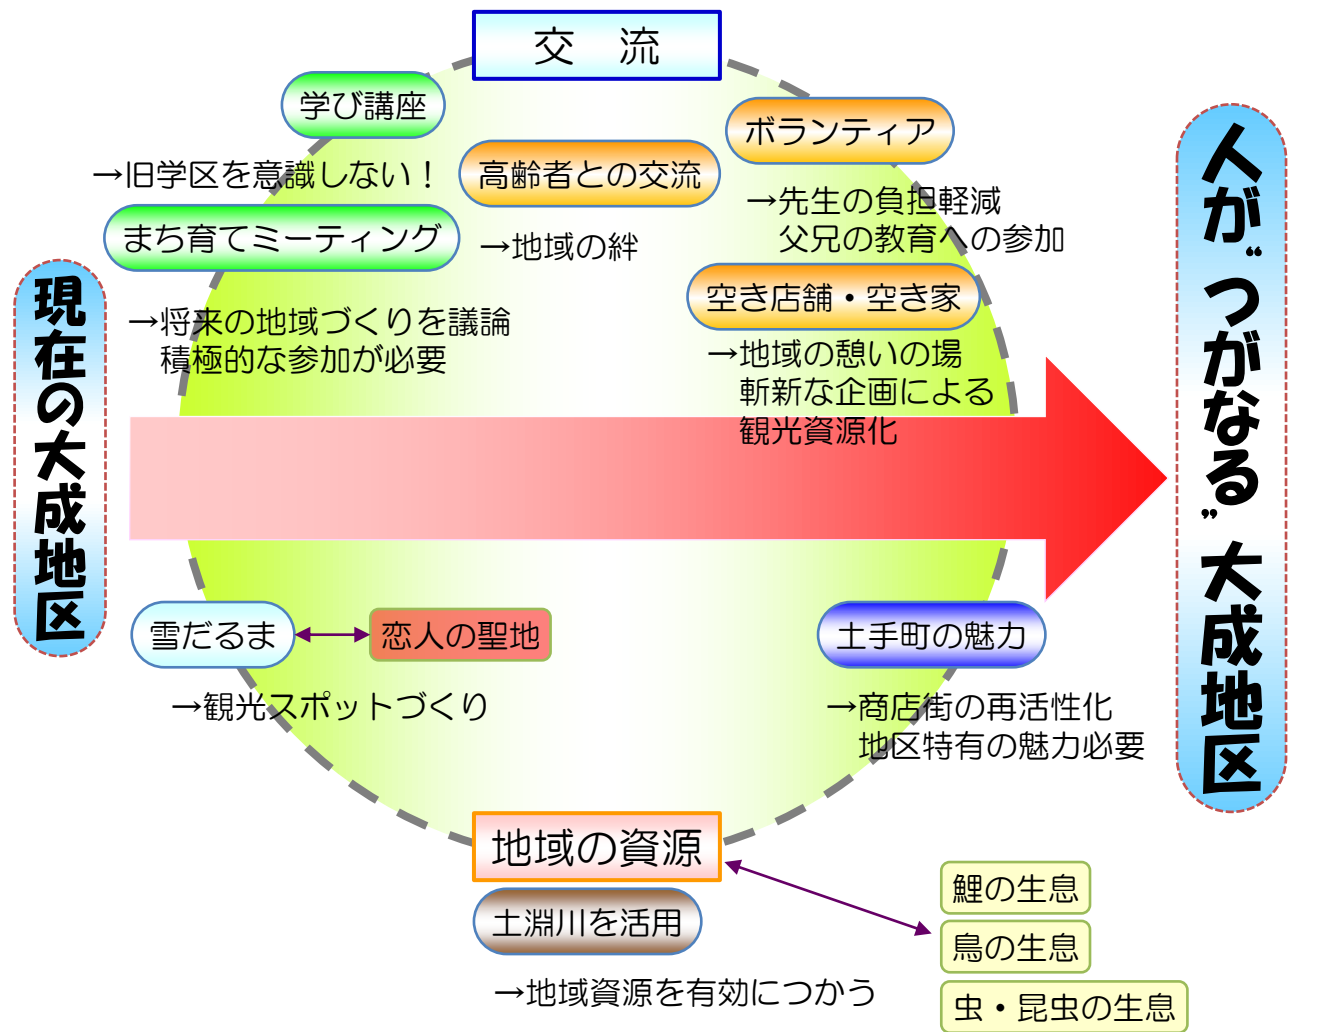 交　流
学び講座
→旧学区を意識しない！
まち育てミーティング
→将来の地域づくりを議論
積極的な参加が必要
高齢者との交流
→地域の絆
ボランティア
→先生の負担軽減
父兄の教育への参加
空き店舗・空き家
→地域の憩いの場
斬新な企画による
観光資源化
現在の大成地区
人が“つがなる”大成地区
雪だるま
恋人の聖地
→観光スポットづくり
土手町の魅力
→商店街の再活性化
地区特有の魅力必要
地域の資源
土淵川を活用
→地域資源を有効につかう
鯉の生息
鳥の生息
虫・昆虫の生息